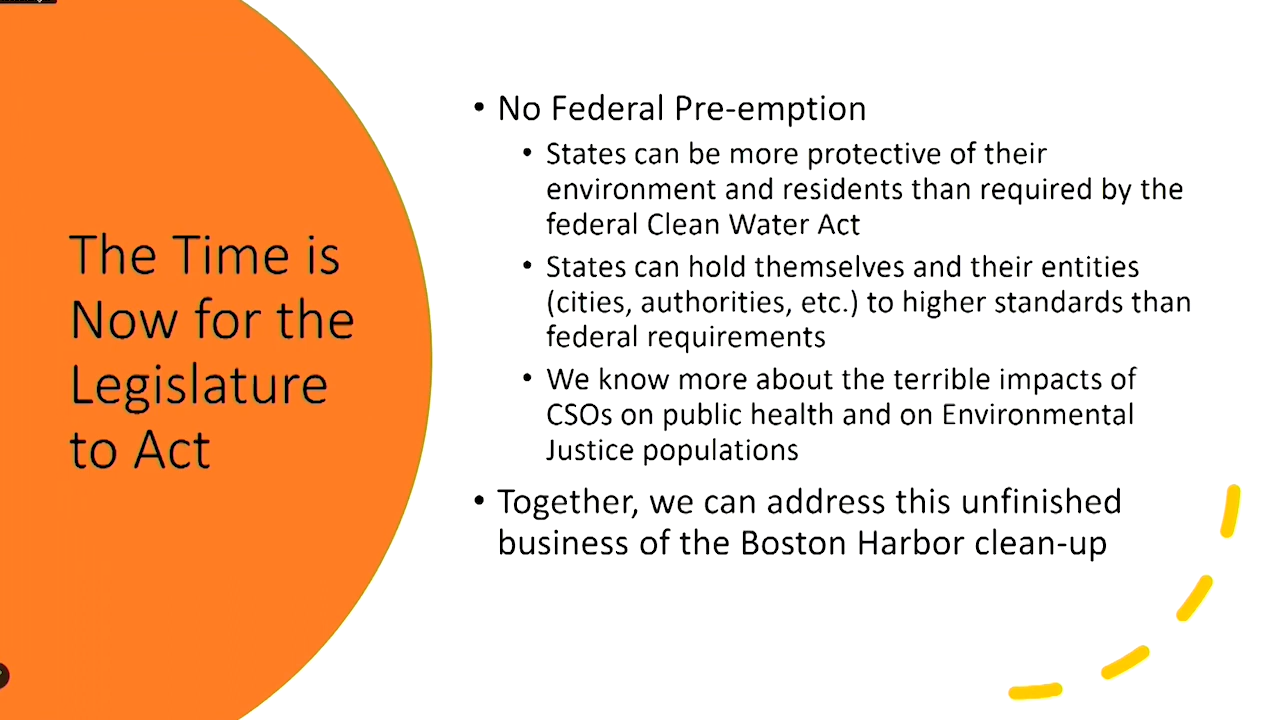 The Time is
Now for the
Legislature
to Act
• No Federal Pre-emption
• States can be more protective of their
environment and residents than required by the
federal Clean Water Act
• States can hold themselves and their entities
(cities, authorities, etc.) to higher standards than
federal requirements
• We know more about the terrible impacts of
CSOs on public health and on Environmental
Justice populations
• Together, we can address this unfinished
business of the Boston Harbor clean-up